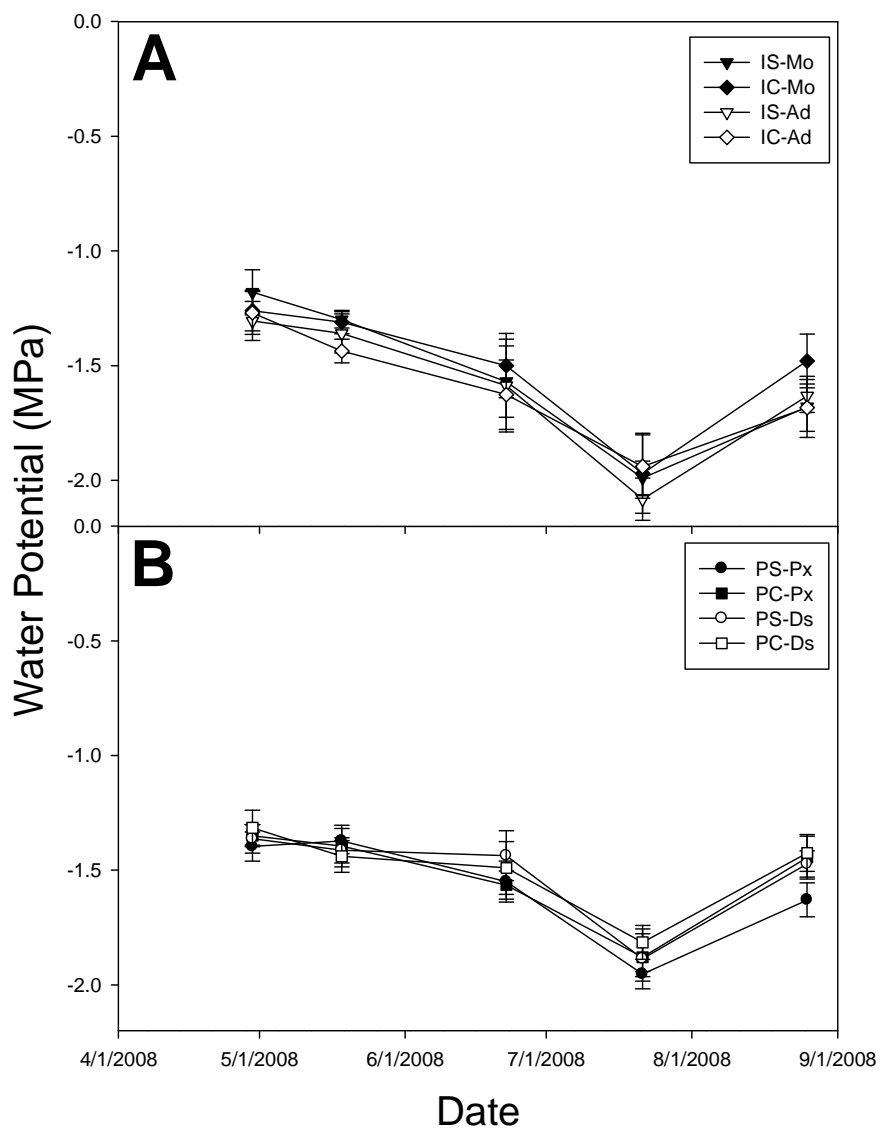 0.0
A
IS-Mo
IC-Mo
IS-Ad
IC-Ad
-0.5
-1.0
-1.5
-2.0
0.0
B
PS-Px
PC-Px
PS-Ds
PC-Ds
-0.5
-1.0
-1.5
-2.0
Water Potential (MPa)
4/1/2008 5/1/2008 6/1/2008 7/1/2008 8/1/2008 9/1/2008
Date